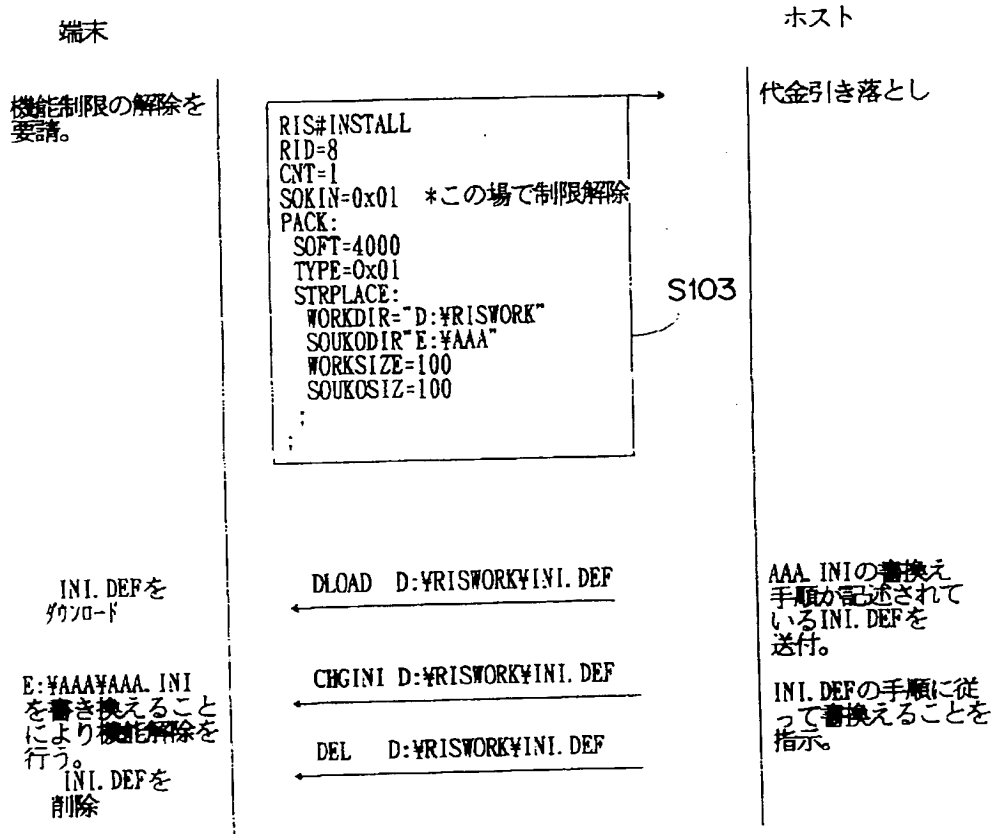 端末
ホスト
機能制限の解除を
要請。
代金引き落とし
RIS#INSTALL
RID=8
CNT=1
SOKIN=0x01 *この場で制限解除
PACK:
SOFT=4000
TYPE=0x01
STRPLACE:
WORKDIR="D:¥RISWORK"
SOUKODIR"E:¥AAA"
WORKSIZE=100
SOUKOSIZ=100
;
;
S103
INI.DEFを
ダウンロード
DLOAD D:¥RISWORK¥INI.DEF
AAA.INIの書換え
手順が記述されて
いるINI.DEFを
送付。
E:¥AAA¥AAA.INI
を書き換えること
により機能解除を
行う。
CHGINI D:¥RISWORK¥INI.DEF
INI.DEFの手順に従
って書換えることを
指示。
INI.DEFを
削除
DEL D:¥RISWORK¥INI.DEF